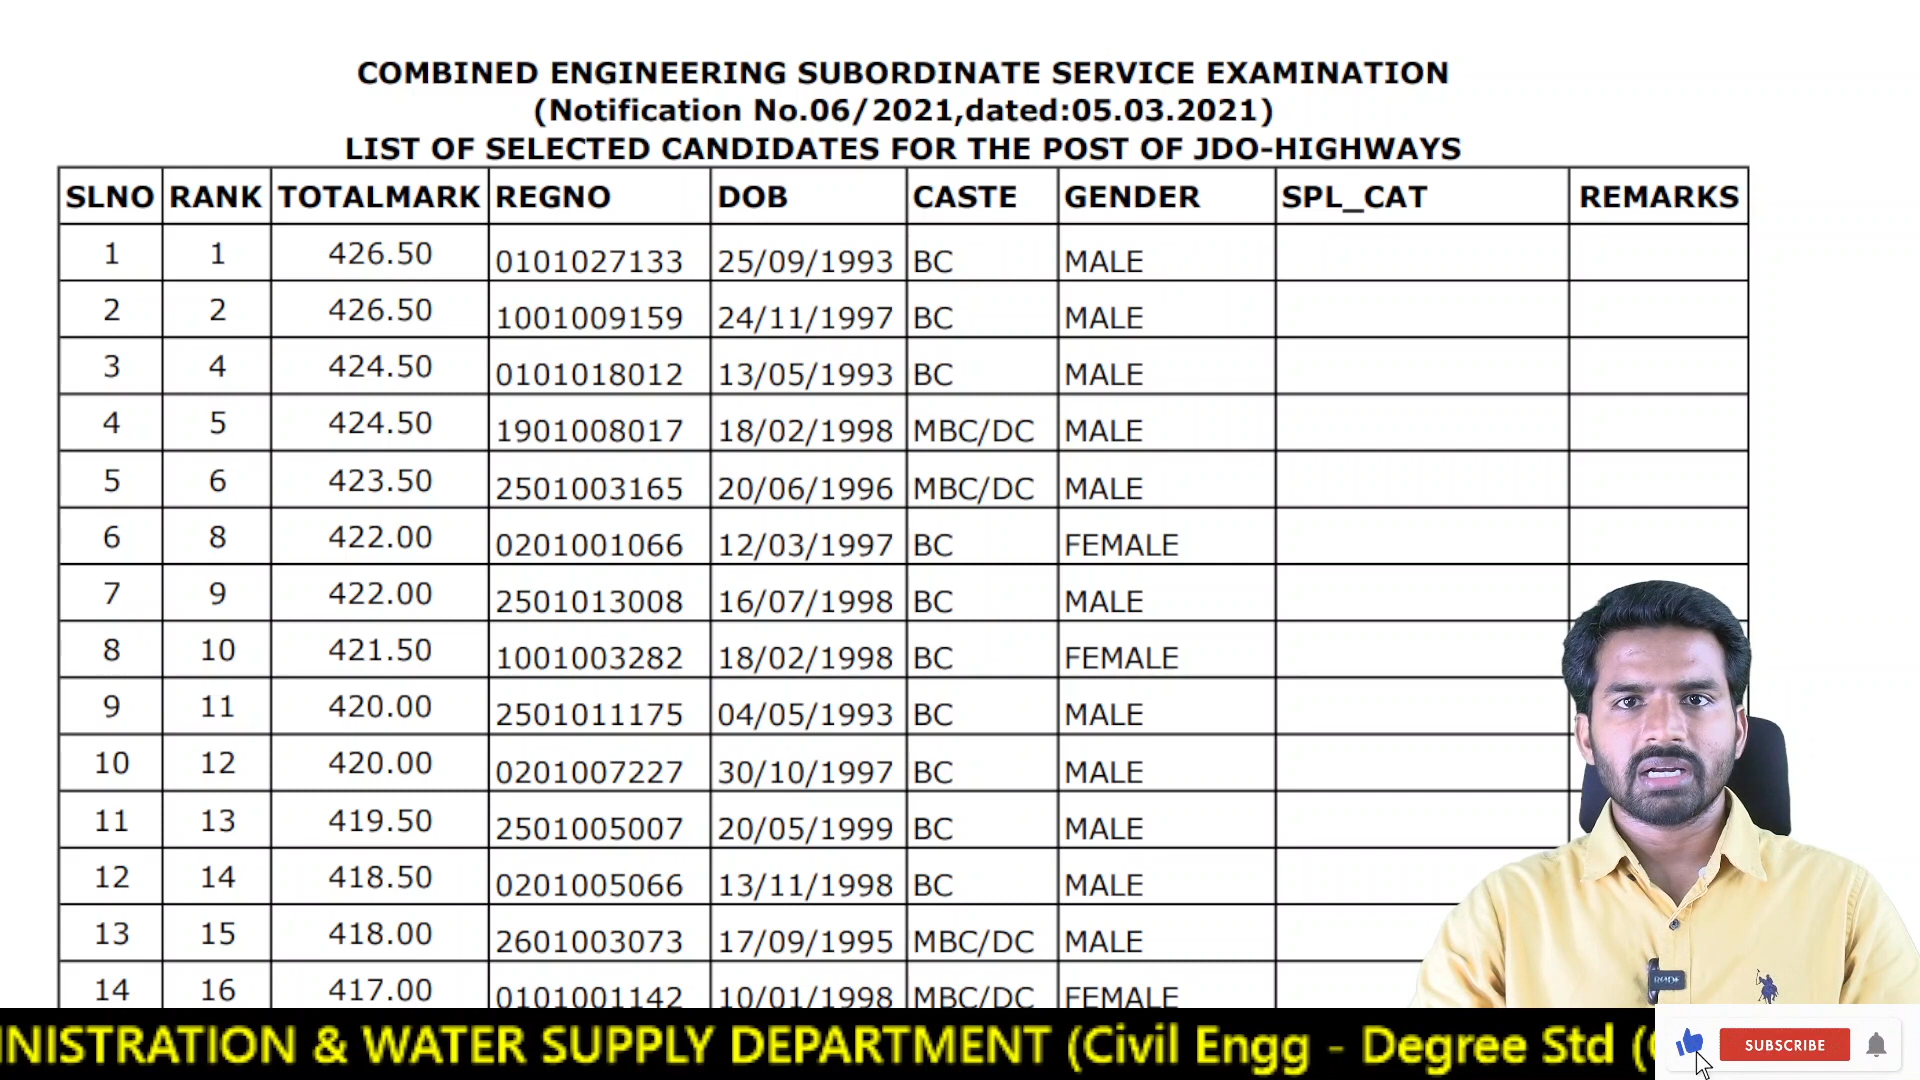 COMBINED ENGINEERING SUBORDINATE SERVICE EXAMINATION
(Notification No.06/2021,dated:05.03.2021)
LIST OF SELECTED CANDIDATES FOR THE POST OF JDO-HIGHWAYS
SLNO RANK TOTALMARK REGNO DOB CASTE GENDER SPL_CAT REMARKS
1 1 426.50 0101027133 25/09/1993 BC MALE
2 2 426.50 1001009159 24/11/1997 BC MALE
3 4 424.50 0101018012 13/05/1993 BC MALE
4 5 424.50 1901008017 18/02/1998 MBC/DC MALE
5 6 423.50 2501003165 20/06/1996 MBC/DC MALE
6 8 422.00 0201001066 12/03/1997 BC FEMALE
7 9 422.00 2501013008 16/07/1998 BC MALE
8 10 421.50 1001003282 18/02/1998 BC FEMALE
9 11 420.00 2501011175 04/05/1993 BC MALE
10 12 420.00 0201007227 30/10/1997 BC MALE
11 13 419.50 2501005007 20/05/1999 BC MALE
12 14 418.50 0201005066 13/11/1998 BC MALE
13 15 418.00 2601003073 17/09/1995 MBC/DC MALE
14 16 417.00 0101001142 10/01/1998 MBC/DC FEMALE
NISTRATION & WATER SUPPLY DEPARTMENT (Civil Engg - Degree Std (
SUBSCRIBE